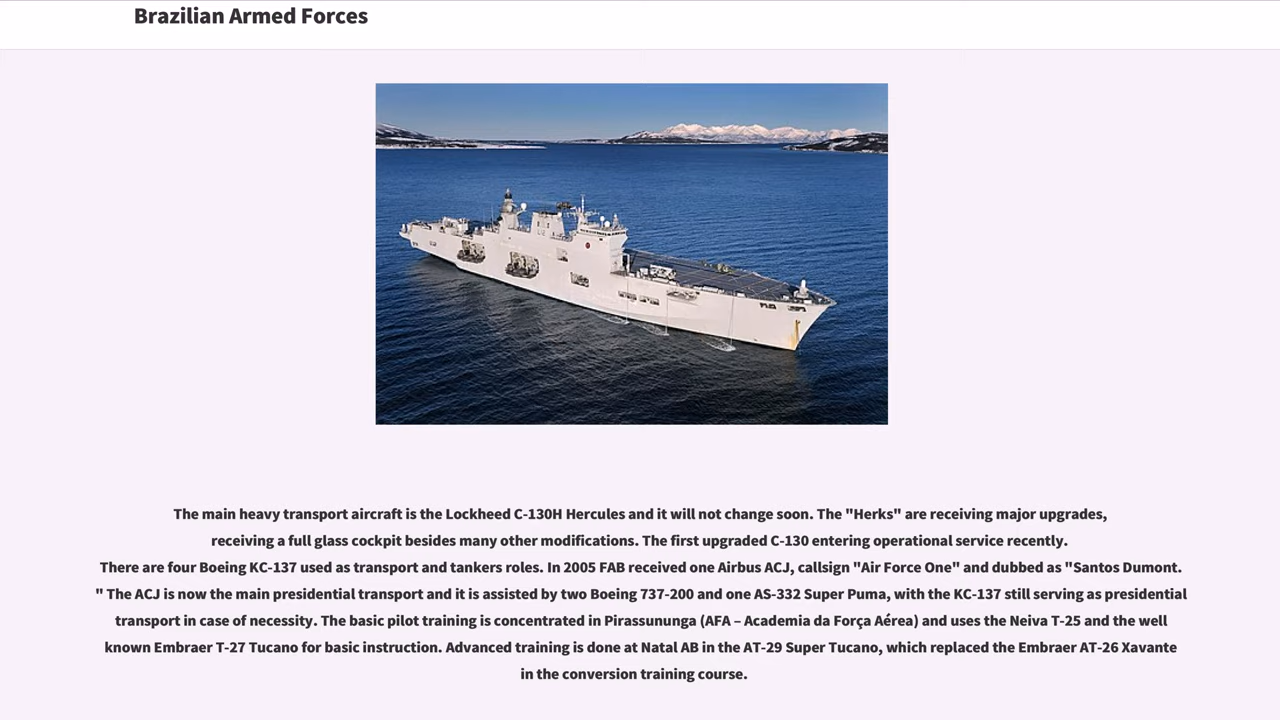 Brazilian Armed Forces
The main heavy transport aircraft is the Lockheed C-130H Hercules and it will not change soon. The "Herks" are receiving major upgrades,
receiving a full glass cockpit besides many other modifications. The first upgraded C-130 entering operational service recently.
There are four Boeing KC-137 used as transport and tankers roles. In 2005 FAB received one Airbus ACJ, callsign "Air Force One" and dubbed as "Santos Dumont.
" The ACJ is now the main presidential transport and it is assisted by two Boeing 737-200 and one AS-332 Super Puma, with the KC-137 still serving as presidential
transport in case of necessity. The basic pilot training is concentrated in Pirassununga (AFA – Academia da Força Aérea) and uses the Neiva T-25 and the well
known Embraer T-27 Tucano for basic instruction. Advanced training is done at Natal AB in the AT-29 Super Tucano, which replaced the Embraer AT-26 Xavante
in the conversion training course.